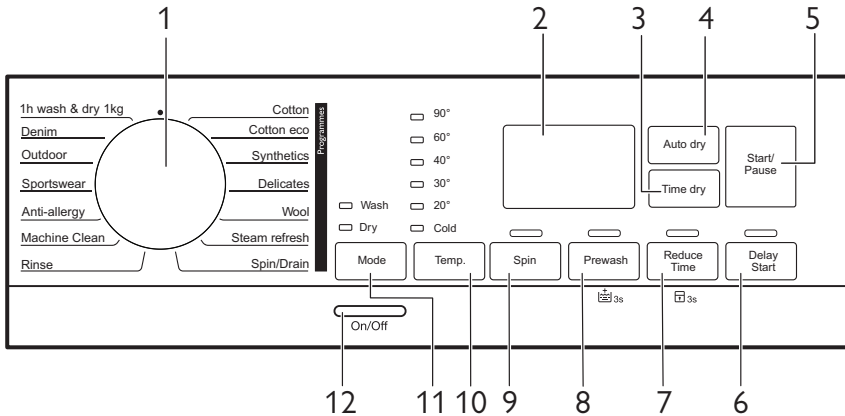 1
2
3
4
5
1h wash & dry 1kg
Denim
Outdoor
Sportswear
Anti-allergy
Machine Clean
Rinse
Cotton
Cotton eco
Synthetics
Delicates
Wool
Steam refresh
Spin/Drain
Programmes
90°
60°
40°
30°
20°
Cold
Wash
Dry
Auto dry
Time dry
Start/
Pause
Mode
Temp.
Spin
Prewash
Reduce
Time
Delay
Start
3s
3s
On/Off
12
11
10
9
8
7
6